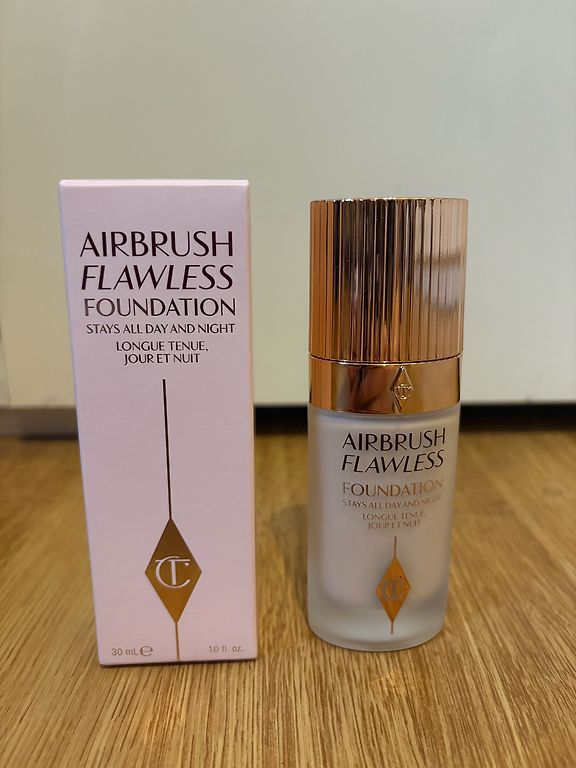 AIRBRUSH
FLAWLESS
FOUNDATION
STAYS ALL DAY AND NIGHT
LONGUE TENUE,
JOUR ET NUIT
CT
30 mL℮ 1.0 fl. oz.
CT
AIRBRUSH
FLAWLESS
FOUNDATION
STAYS ALL DAY AND NIGHT
LONGUE TENUE,
JOUR ET NUIT
CT